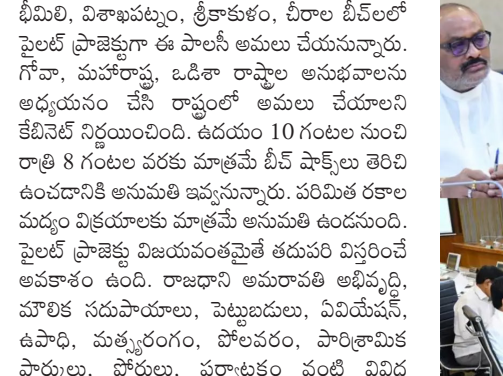 భీమిలి, విశాఖపట్నం, శ్రీకాకుళం, చీరాల బీచ్‌లలో
పైలట్ ప్రాజెక్టుగా ఈ పాలసీ అమలు చేయనున్నారు.
గోవా, మహారాష్ట్ర, ఒడిశా రాష్ట్రాల అనుభవాలను
అధ్యయనం చేసి రాష్ట్రంలో అమలు చేయాలని
కేబినెట్ నిర్ణయించింది. ఉదయం 10 గంటల నుంచి
రాత్రి 8 గంటల వరకు మాత్రమే బీచ్ షాక్స్‌లు తెరిచి
ఉంచడానికి అనుమతి ఇవ్వనున్నారు. పరిమిత రకాల
మద్యం విక్రయాలకు మాత్రమే అనుమతి ఉండనుంది.
పైలట్ ప్రాజెక్టు విజయవంతమైతే తదుపరి విస్తరించే
అవకాశం ఉంది. రాజధాని అమరావతి అభివృద్ధి,
మౌలిక సదుపాయాలు, పెట్టుబడులు, ఏవియేషన్,
ఉపాధి, మత్స్యరంగం, పోలవరం, పారిశ్రామిక
పార్కులు, పోర్టులు, పర్యాటకం వంటి వివిధ